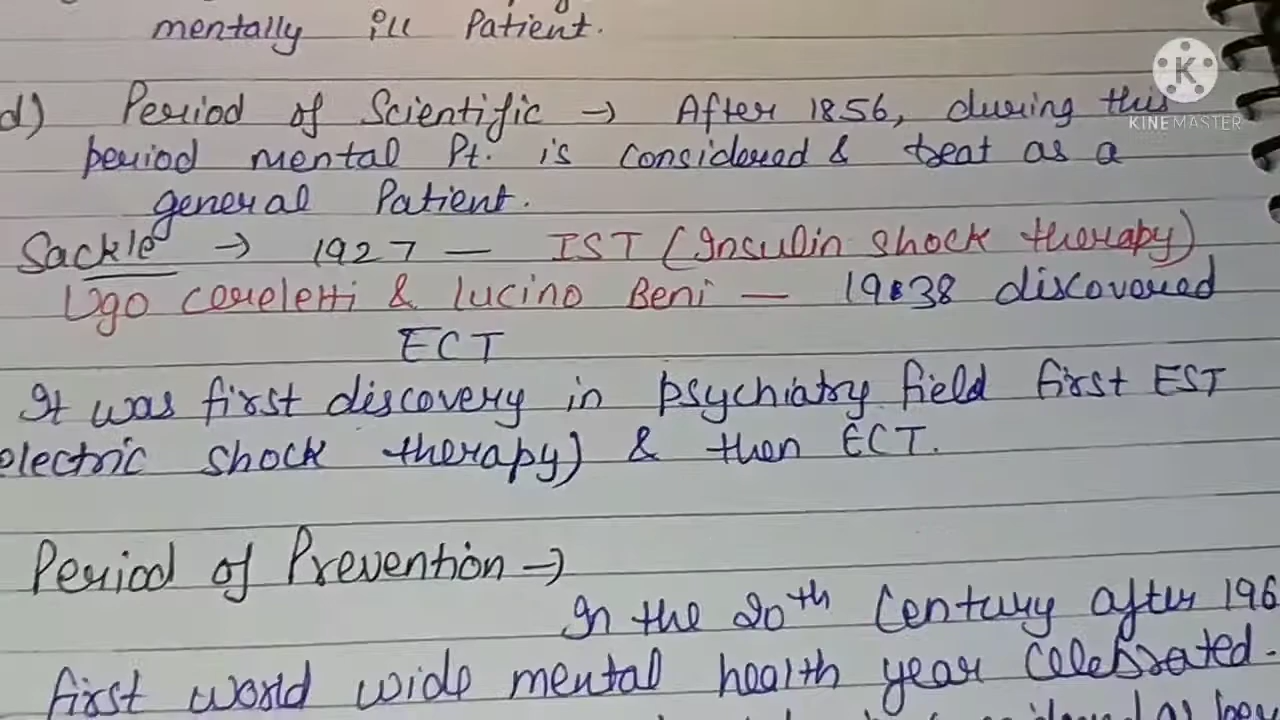 mentally ill Patient.
KINEMASTER
d) Period of Scientific → After 1856, during this
period mental Pt. is considered & treat as a
general Patient.
Sackle → 1927 — IST (Insulin shock therapy)
Ugo cereletti & Lucino Beni — 1938 discovered
ECT
It was first discovery in psychiatry field first EST
electric shock therapy) & then ECT.
Period of Prevention →
In the 20th Century after 196
first world wide mental health year celebrated.